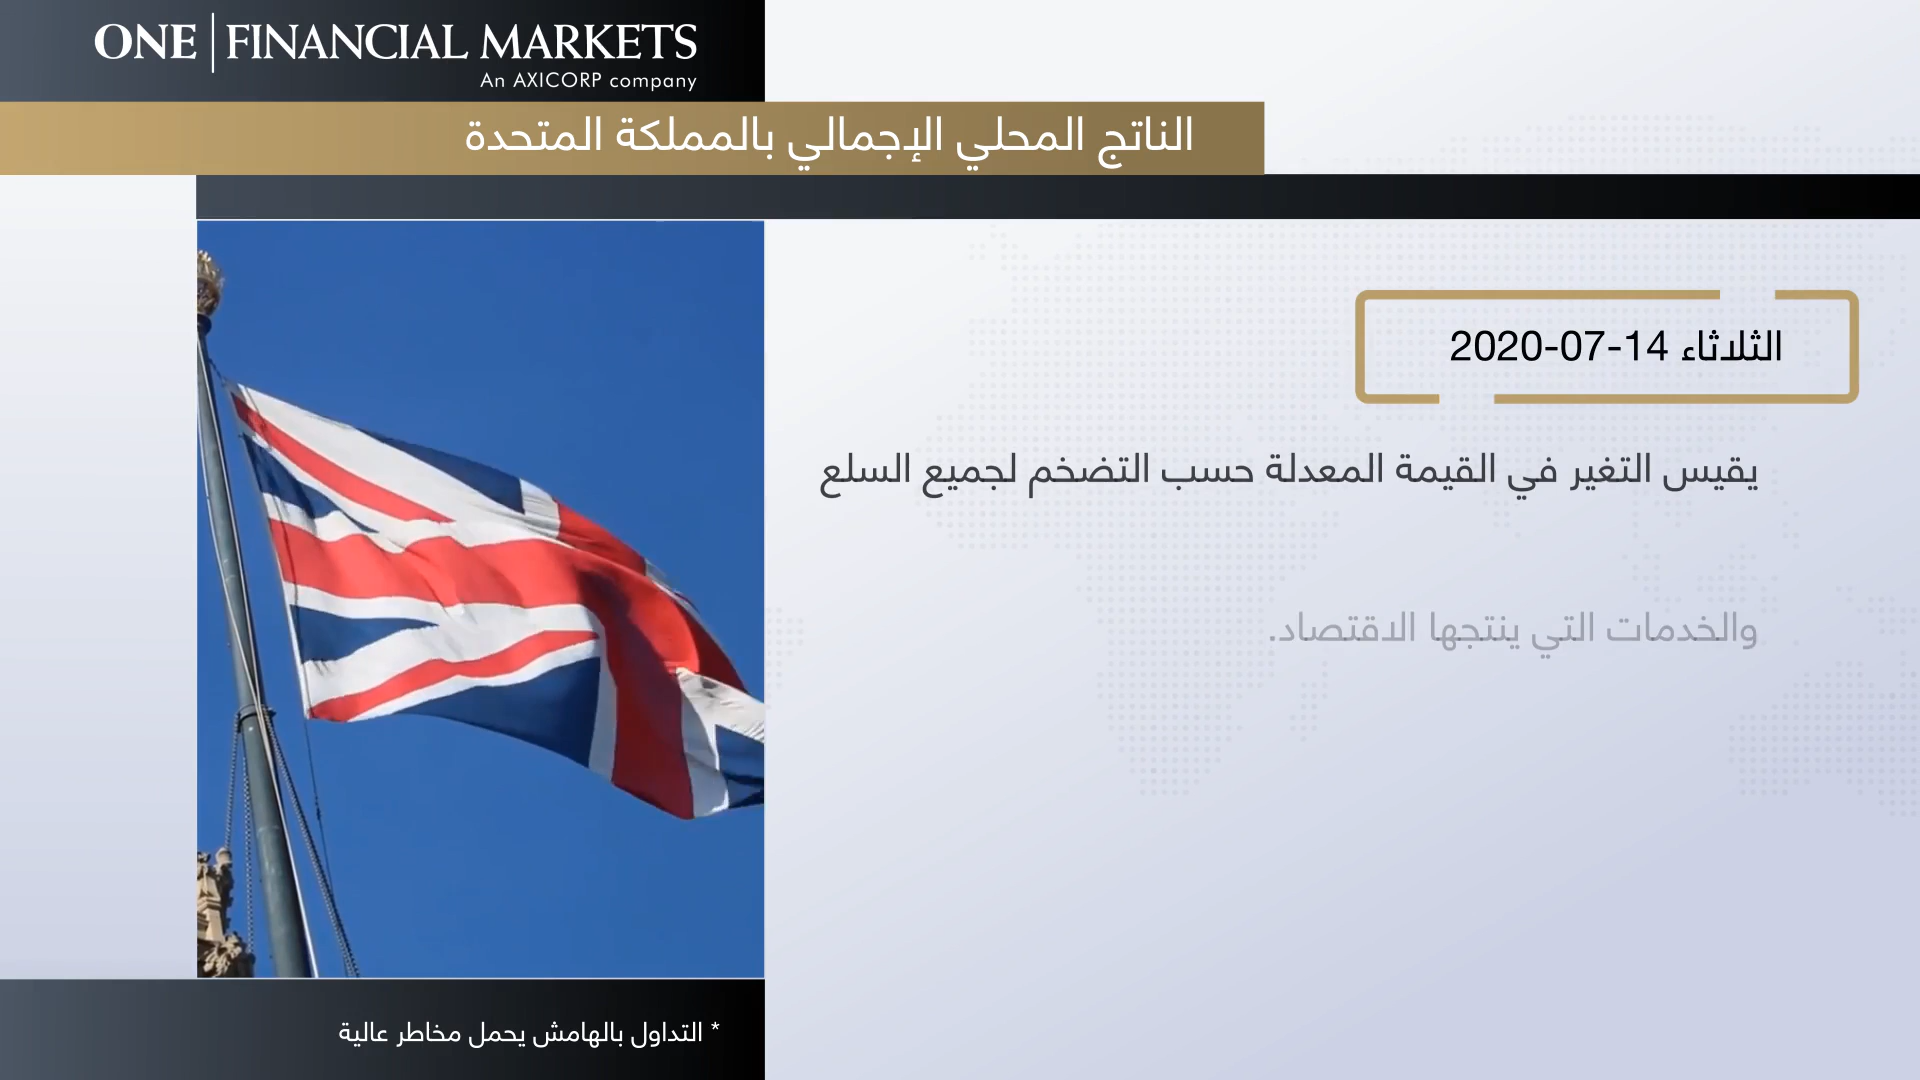 ONE | FINANCIAL MARKETS
An AXICORP company
الناتج المحلي الإجمالي بالمملكة المتحدة
الثلاثاء 14-07-2020
يقيس التغير في القيمة المعدلة حسب التضخم لجميع السلع
والخدمات التي ينتجها الاقتصاد.
* التداول بالهامش يحمل مخاطر عالية